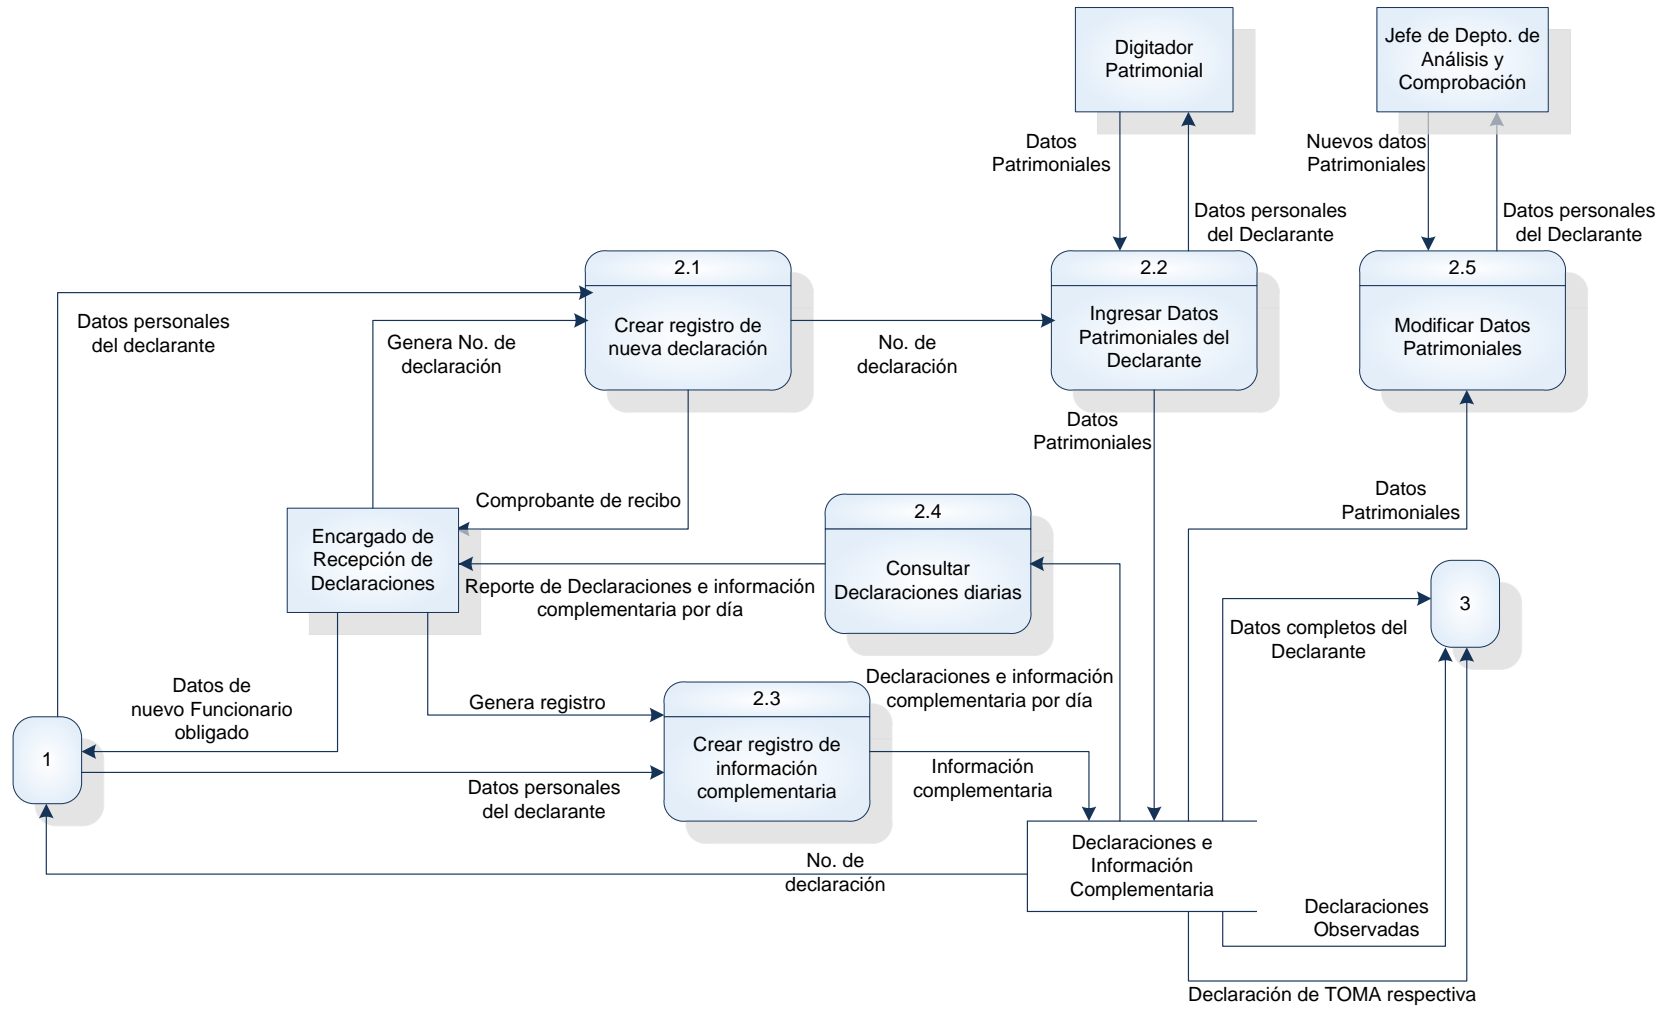 Digitador
Patrimonial
Jefe de Depto. de
Análisis y
Comprobación
Datos
Patrimoniales
Nuevos datos
Patrimoniales
Datos personales
del Declarante
Datos personales
del Declarante
2.1
Crear registro de
nueva declaración
2.2
Ingresar Datos
Patrimoniales del
Declarante
2.5
Modificar Datos
Patrimoniales
Datos personales
del declarante
Genera No. de
declaración
No. de
declaración
Datos
Patrimoniales
Comprobante de recibo
Datos
Patrimoniales
Encargado de
Recepción de
Declaraciones
2.4
Consultar
Declaraciones diarias
Reporte de Declaraciones e información
complementaria por día
3
Datos completos del
Declarante
Declaraciones e información
complementaria por día
Datos de
nuevo Funcionario
obligado
Genera registro
2.3
Crear registro de
información
complementaria
1
Información
complementaria
Datos personales
del declarante
No. de
declaración
Declaraciones e
Información
Complementaria
Declaraciones
Observadas
Declaración de TOMA respectiva